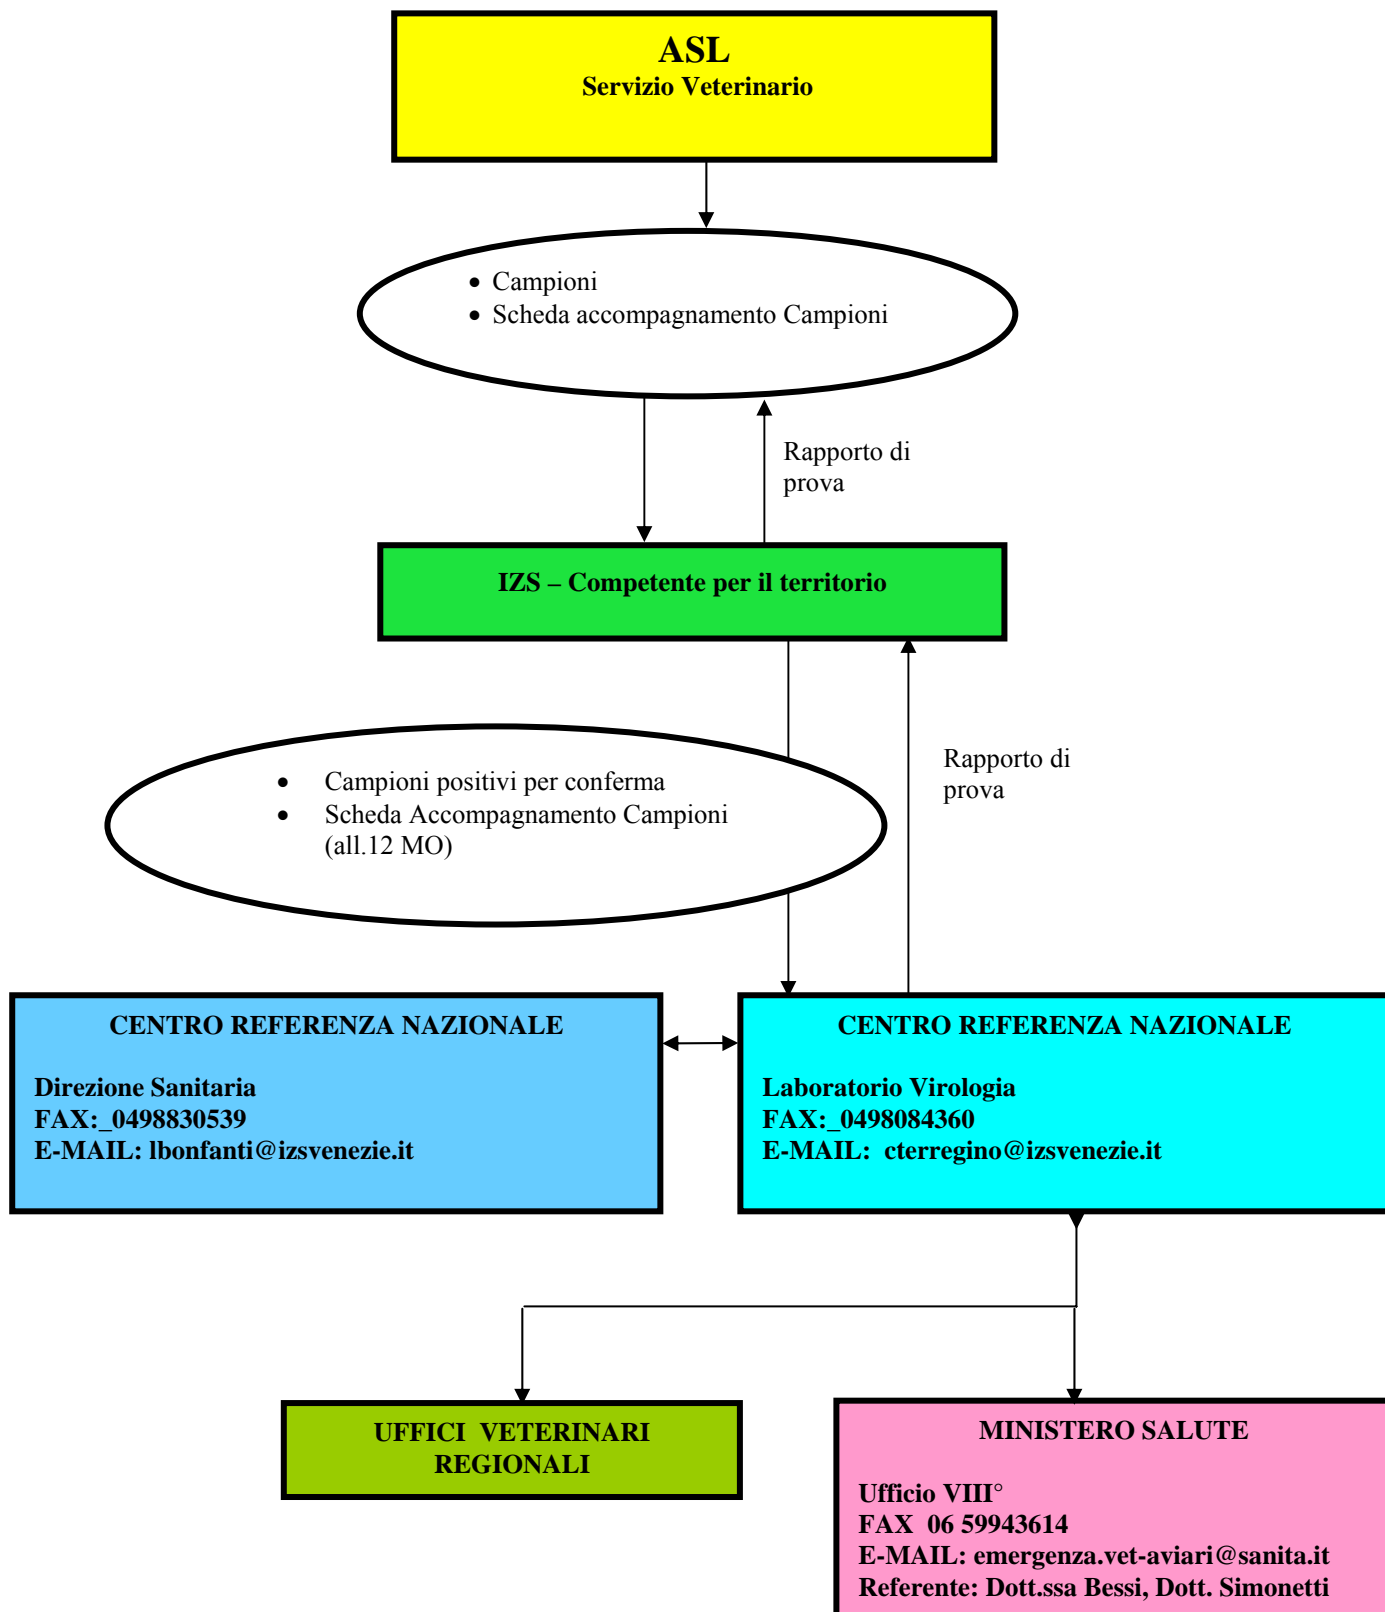 ASL
Servizio Veterinario
• Campioni
• Scheda accompagnamento Campioni
Rapporto di
prova
IZS – Competente per il territorio
• Campioni positivi per conferma
• Scheda Accompagnamento Campioni
(all.12 MO)
Rapporto di
prova
CENTRO REFERENZA NAZIONALE
Direzione Sanitaria
FAX:_0498830539
E-MAIL: lbonfanti@izsvenezie.it
CENTRO REFERENZA NAZIONALE
Laboratorio Virologia
FAX:_0498084360
E-MAIL: cterregino@izsvenezie.it
UFFICI VETERINARI
REGIONALI
MINISTERO SALUTE
Ufficio VIII°
FAX 06 59943614
E-MAIL: emergenza.vet-aviari@sanita.it
Referente: Dott.ssa Bessi, Dott. Simonetti